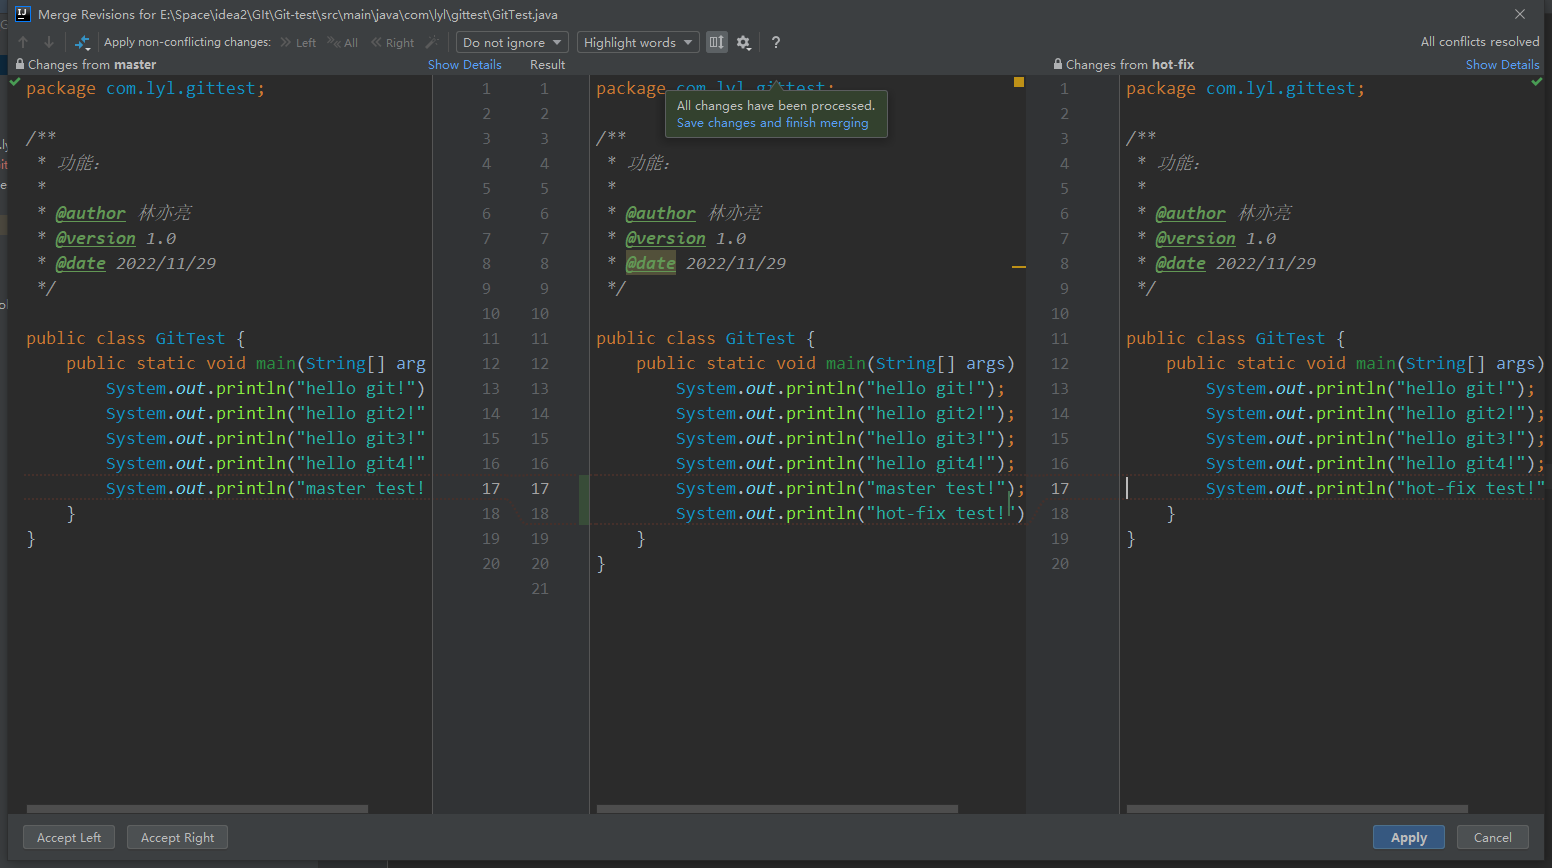 Merge Revisions for E:\Space\idea2\GIt\Git-test\src\main\java\com\lyl\gittest\GitTest.java
Apply non-conflicting changes: Left All Right Do not ignore Highlight words ? All conflicts resolved
Changes from master Show Details Result Changes from hot-fix Show Details
package com.lyl.gittest;
/**
* 功能:
*
* @author 林亦亮
* @version 1.0
* @date 2022/11/29
*/
public class GitTest {
public static void main(String[] arg
System.out.println("hello git!")
System.out.println("hello git2!"
System.out.println("hello git3!"
System.out.println("hello git4!"
System.out.println("master test!
}
}
1 1
2 2
3 3
4 4
5 5
6 6
7 7
8 8
9 9
10 10
11 11
12 12
13 13
14 14
15 15
16 16
17 17
18 18
19 19
20 20
21
package com.lyl.gittest;
All changes have been processed.
Save changes and finish merging
/**
* 功能:
*
* @author 林亦亮
* @version 1.0
* @date 2022/11/29
*/
public class GitTest {
public static void main(String[] args)
System.out.println("hello git!");
System.out.println("hello git2!");
System.out.println("hello git3!");
System.out.println("hello git4!");
System.out.println("master test!");
System.out.println("hot-fix test!")
}
}
1
2
3
4
5
6
7
8
9
10
11
12
13
14
15
16
17
18
19
20
package com.lyl.gittest;
/**
* 功能:
*
* @author 林亦亮
* @version 1.0
* @date 2022/11/29
*/
public class GitTest {
public static void main(String[] args)
System.out.println("hello git!");
System.out.println("hello git2!");
System.out.println("hello git3!");
System.out.println("hello git4!");
System.out.println("hot-fix test!"
}
}
Accept Left Accept Right Apply Cancel